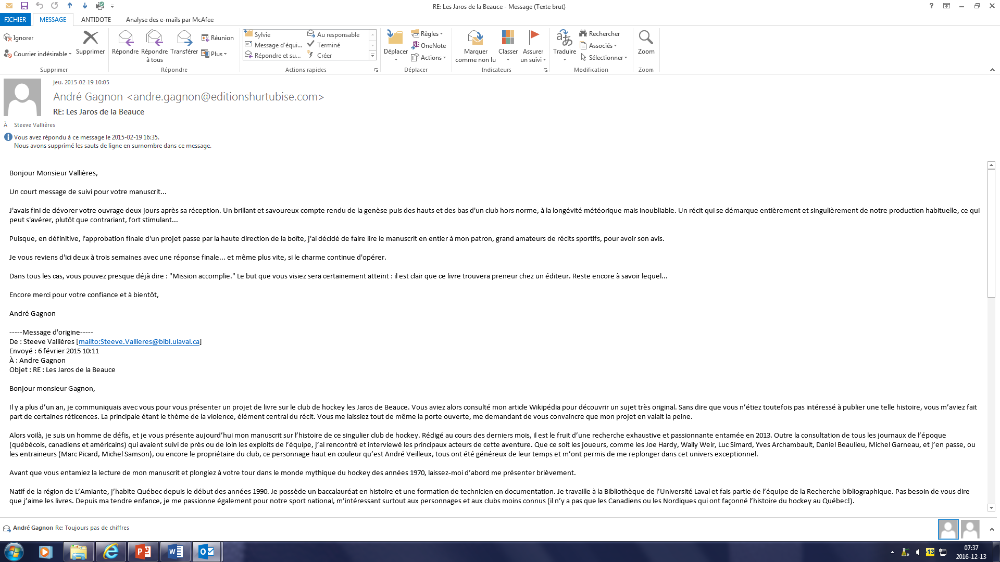 RE: Les Jaros de la Beauce - Message (Texte brut)
FICHIER MESSAGE ANTIDOTE Analyse des e-mails par McAfee
Ignorer
Courrier indésirable
Supprimer
Supprimer
Répondre
Répondre à tous
Transférer
Réunion
Plus
Répondre
Sylvie
Message d'équi...
Répondre et su...
Au responsable
Terminé
Créer
Actions rapides
Déplacer
Règles
OneNote
Actions
Déplacer
Marquer comme non lu
Classer
Assurer un suivi
Indicateurs
Traduire
Rechercher
Associés
Sélectionner
Modification
Zoom
Zoom
jeu. 2015-02-19 10:05
André Gagnon <andre.gagnon@editionshurtubise.com>
RE: Les Jaros de la Beauce
À Steeve Vallières
Vous avez répondu à ce message le 2015-02-19 16:35.
Nous avons supprimé les sauts de ligne en surnombre dans ce message.
Bonjour Monsieur Vallières,
Un court message de suivi pour votre manuscrit...
J'avais fini de dévorer votre ouvrage deux jours après sa réception. Un brillant et savoureux compte rendu de la genèse puis des hauts et des bas d'un club hors norme, à la longévité météorique mais inoubliable. Un récit qui se démarque entièrement et singulièrement de notre production habituelle, ce qui
peut s'avérer, plutôt que contrariant, fort stimulant...
Puisque, en définitive, l'approbation finale d'un projet passe par la haute direction de la boîte, j'ai décidé de faire lire le manuscrit en entier à mon patron, grand amateurs de récits sportifs, pour avoir son avis.
Je vous reviens d'ici deux à trois semaines avec une réponse finale... et même plus vite, si le charme continue d'opérer.
Dans tous les cas, vous pouvez presque déjà dire : "Mission accomplie." Le but que vous visiez sera certainement atteint : il est clair que ce livre trouvera preneur chez un éditeur. Reste encore à savoir lequel...
Encore merci pour votre confiance et à bientôt,
André Gagnon
-----Message d'origine-----
De : Steeve Vallières [mailto:Steeve.Vallieres@bibl.ulaval.ca]
Envoyé : 6 février 2015 10:11
À : Andre Gagnon
Objet : RE : Les Jaros de la Beauce
Bonjour monsieur Gagnon,
Il y a plus d’un an, je communiquais avec vous pour vous présenter un projet de livre sur le club de hockey les Jaros de Beauce. Vous aviez alors consulté mon article Wikipédia pour découvrir un sujet très original. Sans dire que vous n’étiez toutefois pas intéressé à publier une telle histoire, vous m’aviez fait
part de certaines réticences. La principale étant le thème de la violence, élément central du récit. Vous me laissiez tout de même la porte ouverte, me demandant de vous convaincre que mon projet en valait la peine.
Alors voilà, je suis un homme de défis, et je vous présente aujourd’hui mon manuscrit sur l’histoire de ce singulier club de hockey. Rédigé au cours des derniers mois, il est le fruit d’une recherche exhaustive et passionnante entamée en 2013. Outre la consultation de tous les journaux de l’époque
(québécois, canadiens et américains) qui avaient suivi de près ou de loin les exploits de l’équipe, j’ai rencontré et interviewé les principaux acteurs de cette aventure. Que ce soit les joueurs, comme les Joe Hardy, Wally Weir, Luc Simard, Yves Archambault, Daniel Beaulieu, Michel Garneau, et j’en passe, ou
les entraineurs (Marc Picard, Michel Samson), ou encore le propriétaire du club, ce personnage haut en couleur qu’est André Veilleux, tous ont été généreux de leur temps et m’ont permis de me replonger dans cet univers exceptionnel.
Avant que vous entamiez la lecture de mon manuscrit et plongiez à votre tour dans le monde mythique du hockey des années 1970, laissez-moi d’abord me présenter brièvement.
Natif de la région de L’Amiante, j’habite Québec depuis le début des années 1990. Je possède un baccalauréat en histoire et une formation de technicien en documentation. Je travaille à la Bibliothèque de l’Université Laval et fais partie de l’équipe de la Recherche bibliographique. Pas besoin de vous dire
que j’aime les livres. Depuis ma tendre enfance, je me passionne également pour notre sport national, m’intéressant surtout aux personnages et aux clubs moins connus (il n’y a pas que les Canadiens ou les Nordiques qui ont façonné l’histoire du hockey au Québec!).
André Gagnon Re: Toujours pas de chiffres
-13
07:37
2016-12-13